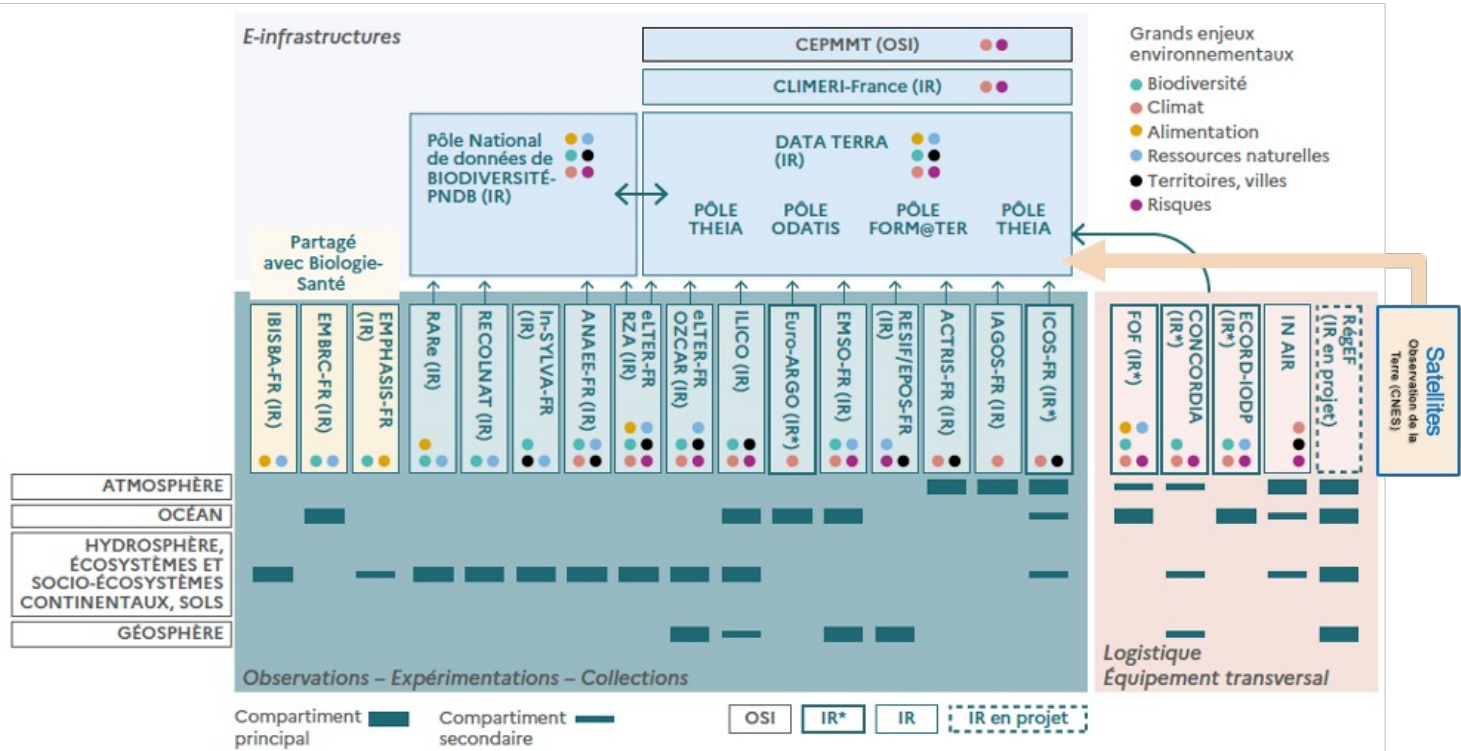 E-infrastructures
CEPMMT (OSI)
CLIMERI-France (IR)
Pôle National
de données de
BIODIVERSITÉ-
PNDB (IR)
DATA TERRA
(IR)
PÔLE
THEIA
PÔLE
ODATIS
PÔLE
FORM@TER
PÔLE
THEIA
Grands enjeux
environnementaux
Biodiversité
Climat
Alimentation
Ressources naturelles
Territoires, villes
Risques
Partagé
avec Biologie-
Santé
IBISBA-FR (IR)
EMBRC-FR (IR)
EMPHASIS-FR
(IR)
RARe (IR)
RECOLNAT (IR)
In-SYLVA-FR
(IR)
ANAEE-FR (IR)
eLTER-FR
RZA (IR)
eLTER-FR
OZCAR (IR)
ILICO (IR)
Euro-ARGO (IR*)
EMSO-FR (IR)
RESIF/EPOS-FR
(IR)
ACTRIS-FR (IR)
IAGOS-FR (IR)
ICOS-FR (IR*)
FOF (IR*)
CONCORDIA
(IR*)
ECORD-IODP
(IR*)
IN AIR
RégEF
(IR en projet)
Satellites
Observation de la
Terre (CNES)
ATMOSPHÈRE
OCÉAN
HYDROSPHÈRE,
ÉCOSYSTÈMES ET
SOCIO-ÉCOSYSTÈMES
CONTINENTAUX, SOLS
GÉOSPHÈRE
Observations – Expérimentations – Collections
Logistique
Équipement transversal
Compartiment
principal
Compartiment
secondaire
OSI
IR*
IR
IR en projet